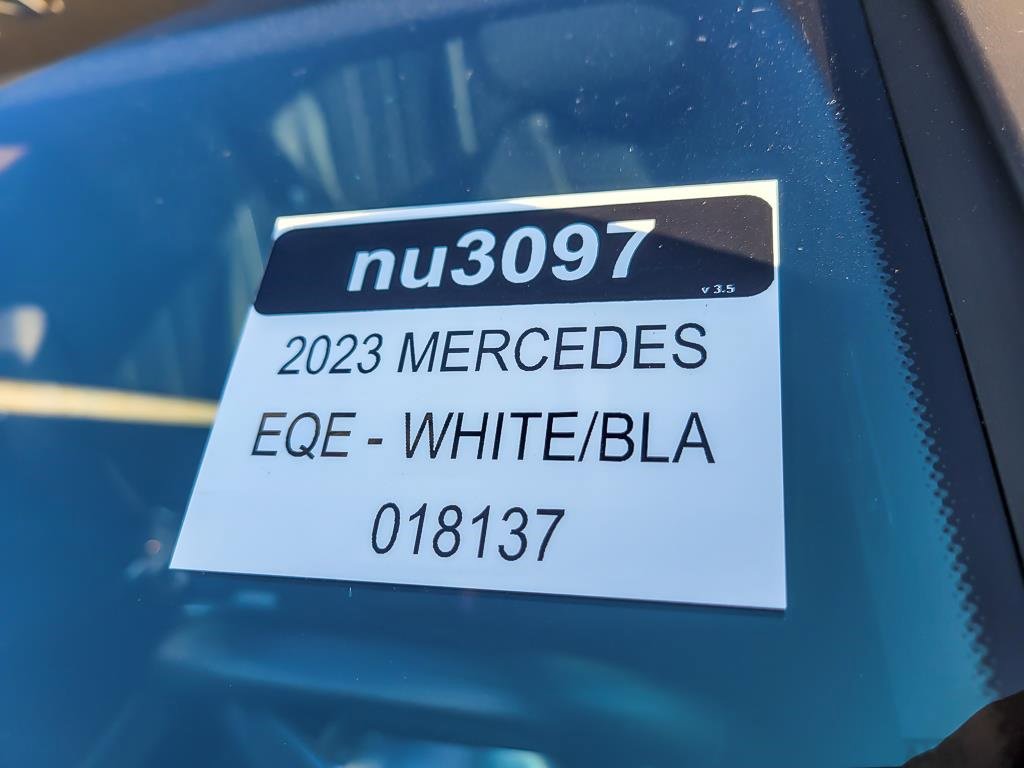 nu3097
v 3.5
2023 MERCEDES
EQE - WHITE/BLA
018137